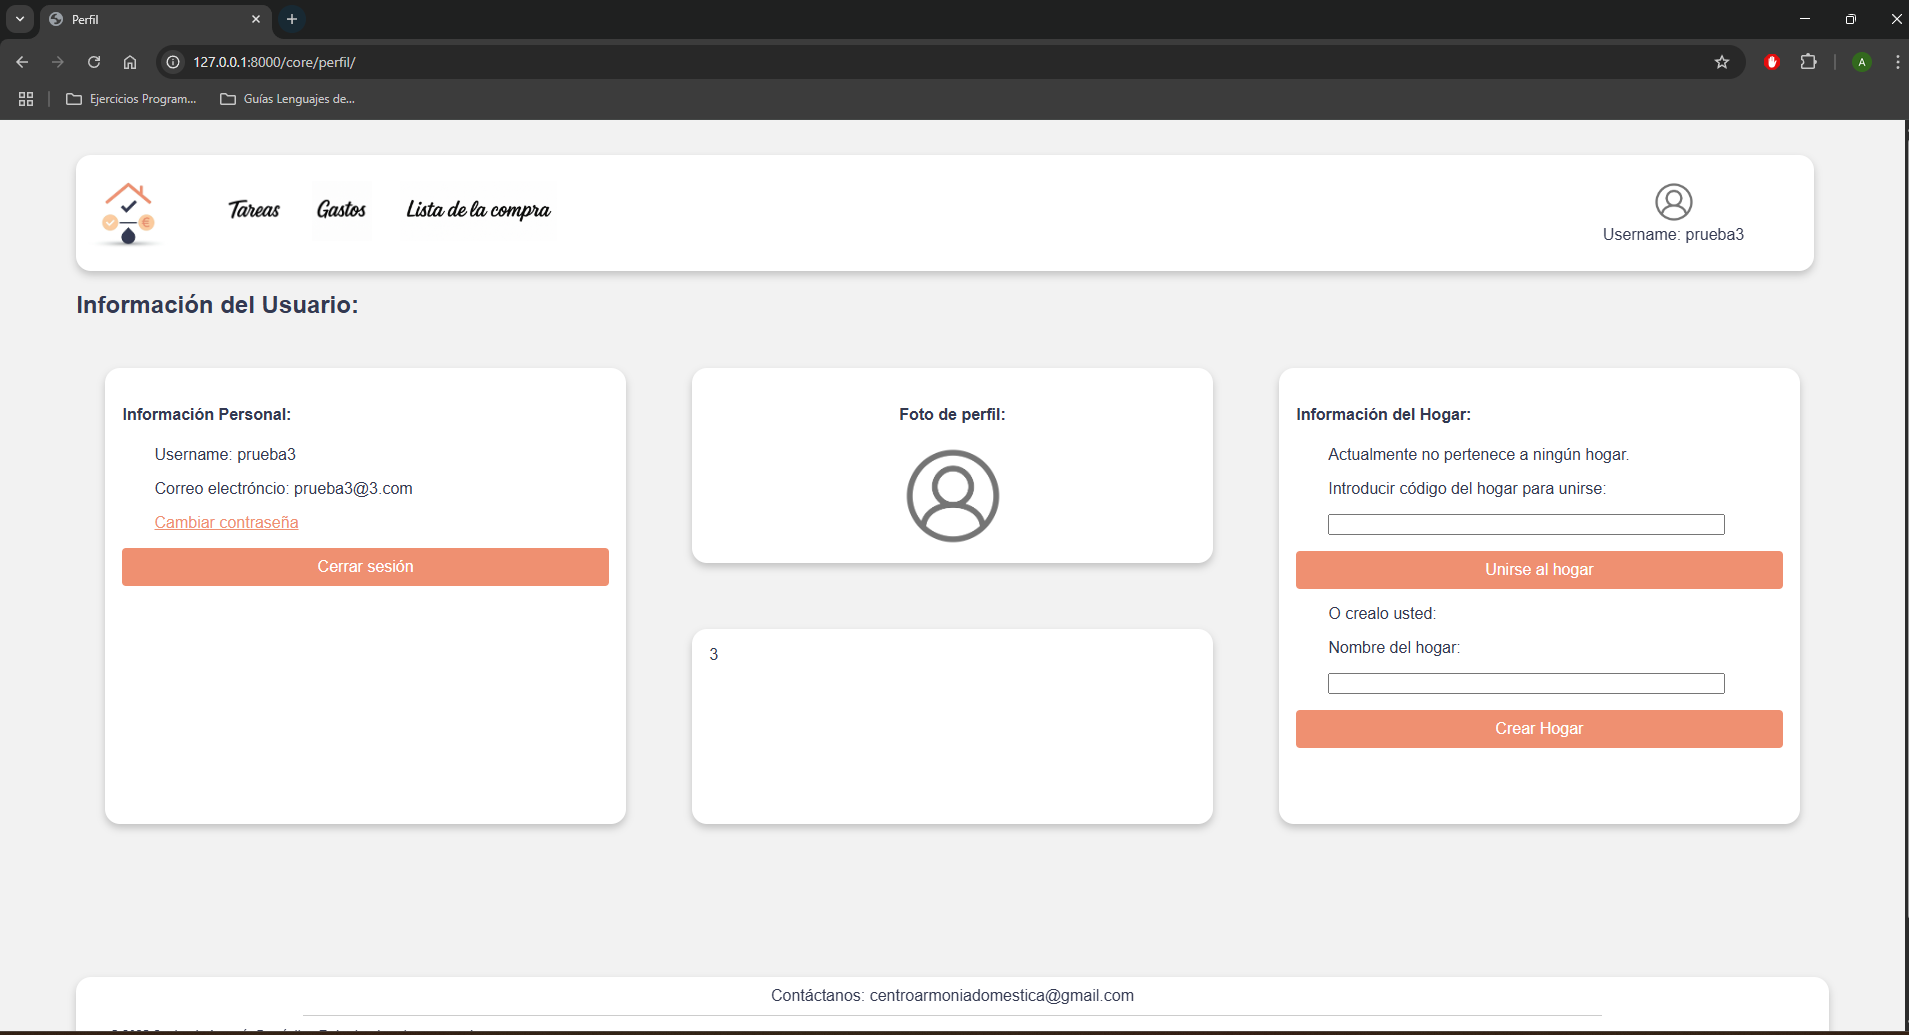 Perfil
127.0.0.1:8000/core/perfil/
A
Ejercicios Program... Guías Lenguajes de...
Tareas Gastos Lista de la compra
Username: prueba3
Información del Usuario:
Información Personal:
Username: prueba3
Correo electróncio: prueba3@3.com
Cambiar contraseña
Cerrar sesión
Foto de perfil:
3
Información del Hogar:
Actualmente no pertenece a ningún hogar.
Introducir código del hogar para unirse:
Unirse al hogar
O crealo usted:
Nombre del hogar:
Crear Hogar
Contáctanos: centroarmoniadomestica@gmail.com